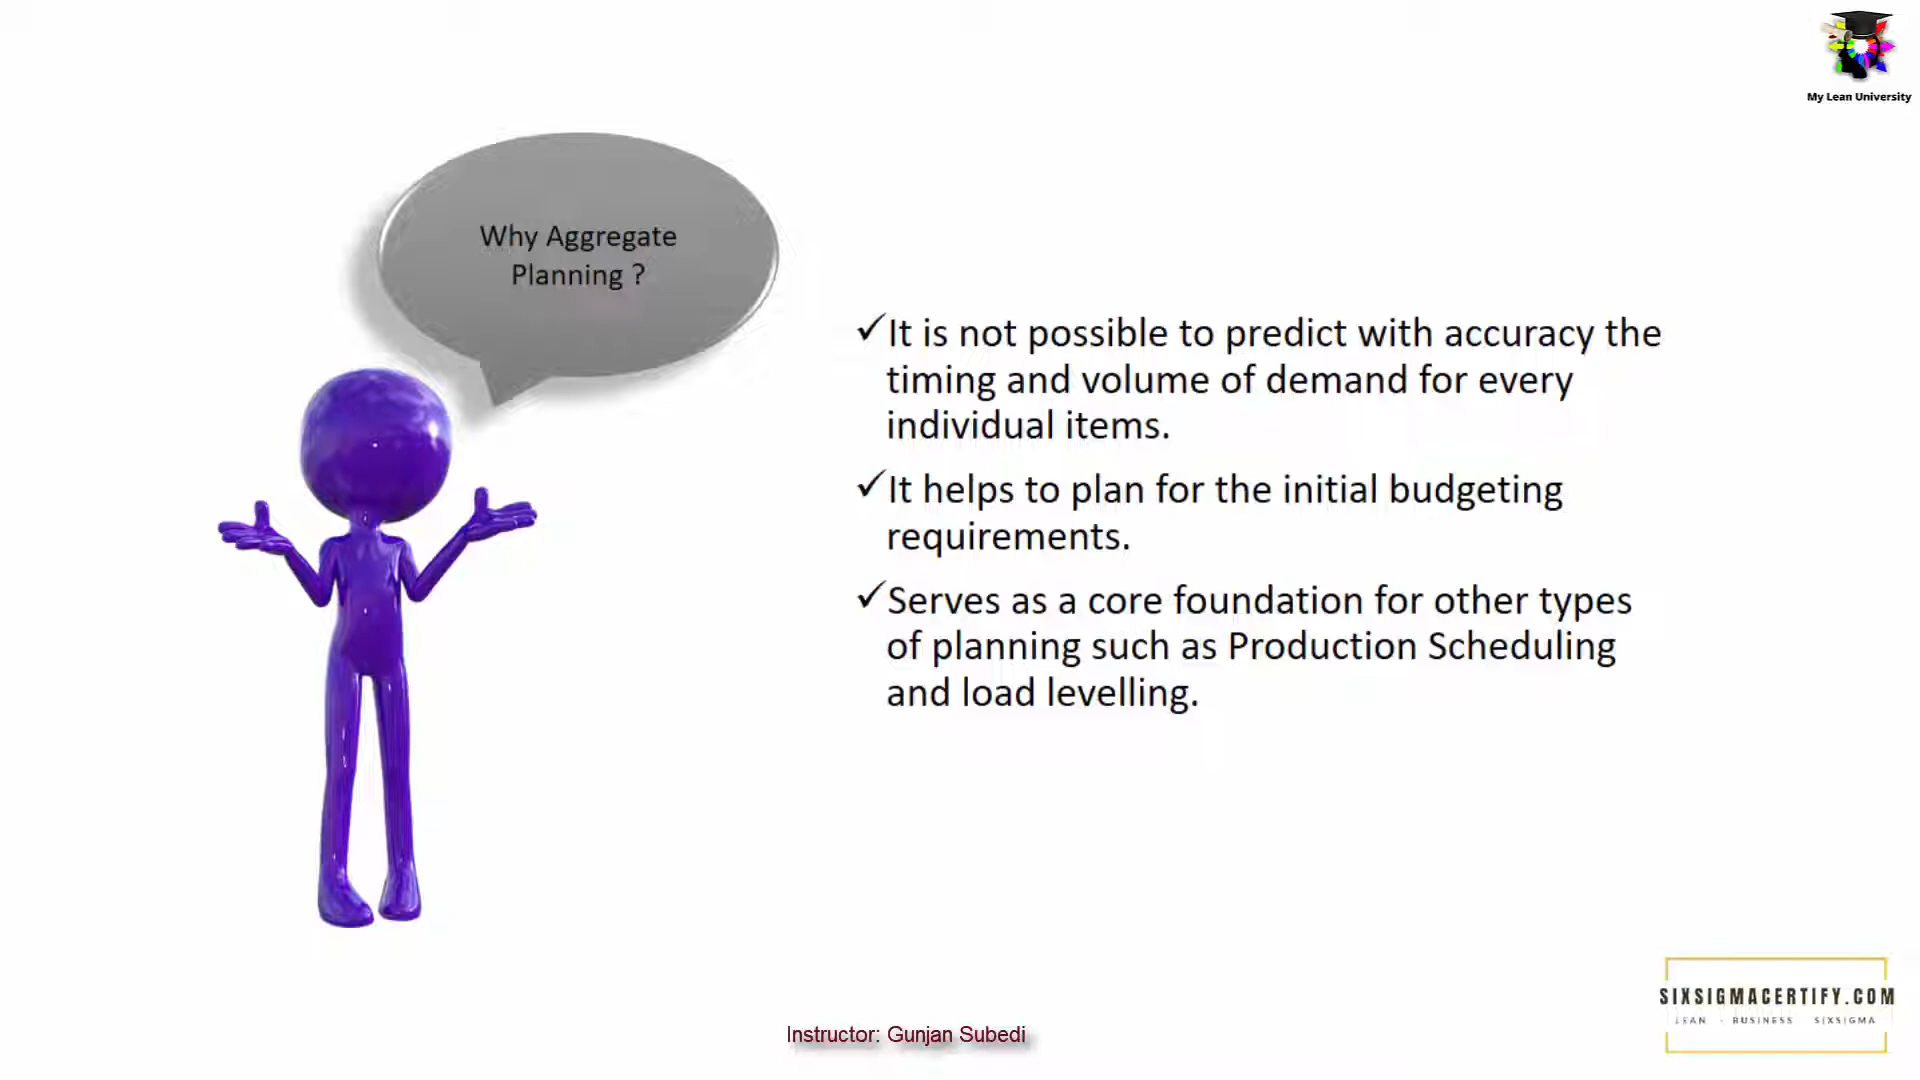 My Lean University
Why Aggregate
Planning ?
✓It is not possible to predict with accuracy the
timing and volume of demand for every
individual items.
✓It helps to plan for the initial budgeting
requirements.
✓Serves as a core foundation for other types
of planning such as Production Scheduling
and load levelling.
SIXSIGMACERTIFY.COM
LEAN - BUSINESS SIXSIGMA
Instructor: Gunjan Subedi